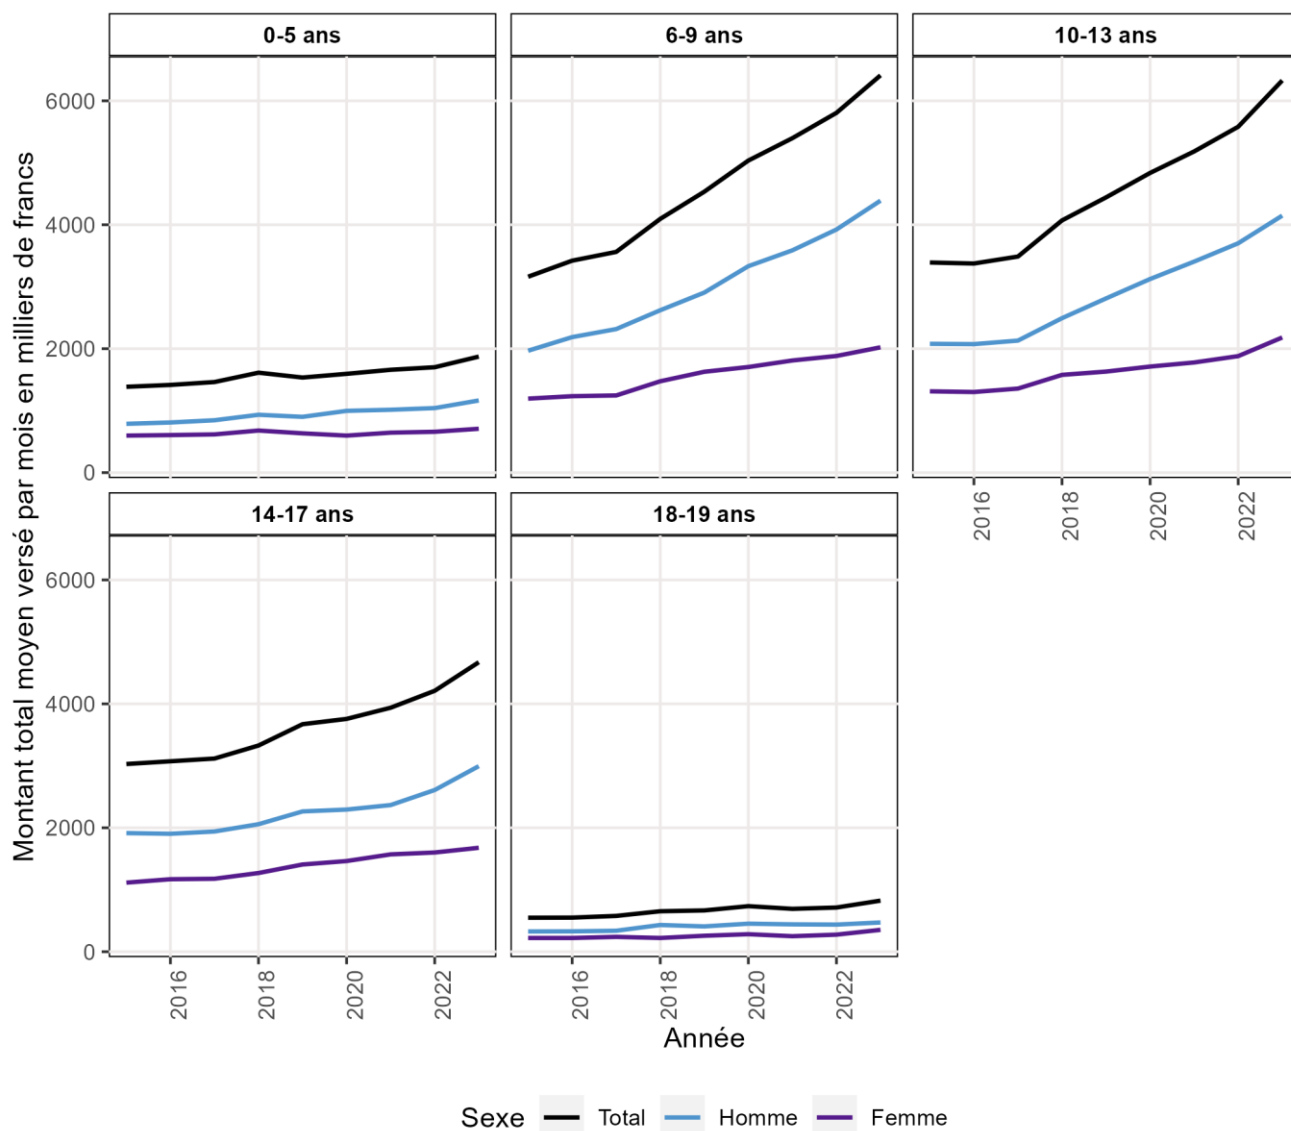 0-5 ans
6-9 ans
10-13 ans
Montant total moyen versé par mois en milliers de francs
6000
4000
2000
0
2016
2018
2020
2022
14-17 ans
18-19 ans
6000
4000
2000
0
2016
2018
2020
2022
2016
2018
2020
2022
Année
Sexe Total Homme Femme